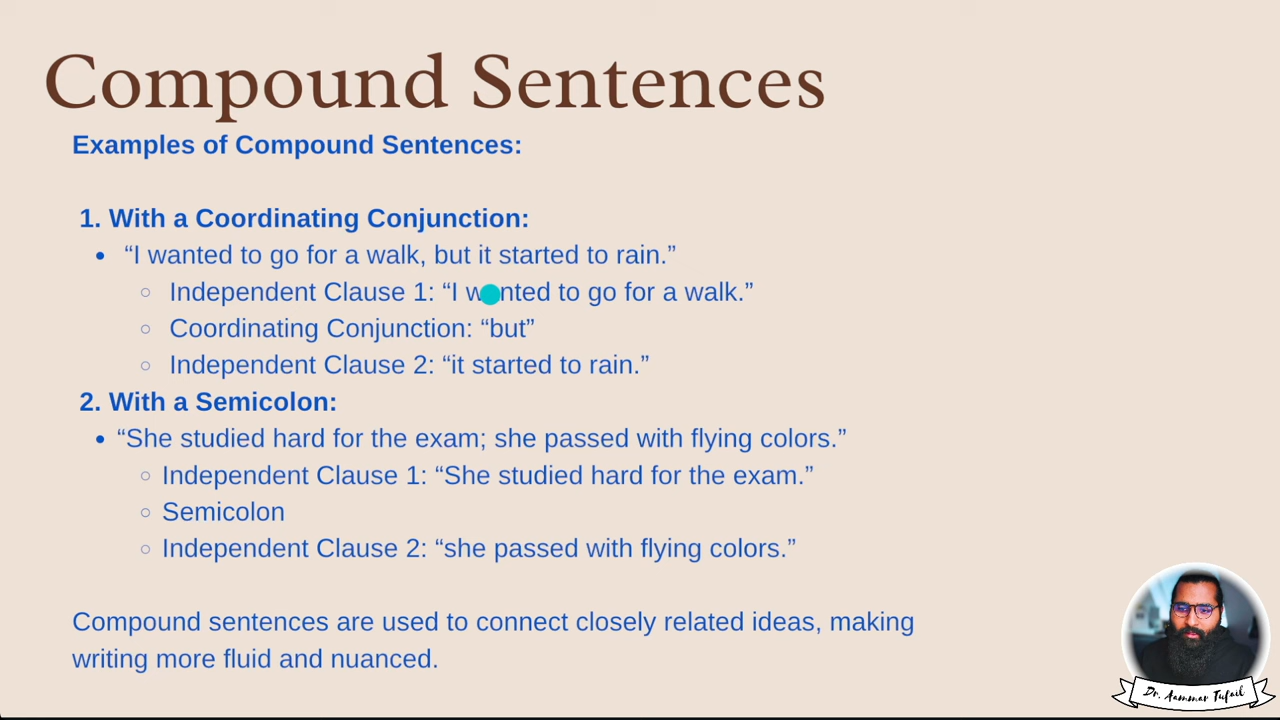 Compound Sentences
Examples of Compound Sentences:
1. With a Coordinating Conjunction:
• “I wanted to go for a walk, but it started to rain.”
○ Independent Clause 1: “I wanted to go for a walk.”
○ Coordinating Conjunction: “but”
○ Independent Clause 2: “it started to rain.”
2. With a Semicolon:
• “She studied hard for the exam; she passed with flying colors.”
○ Independent Clause 1: “She studied hard for the exam.”
○ Semicolon
○ Independent Clause 2: “she passed with flying colors.”
Compound sentences are used to connect closely related ideas, making
writing more fluid and nuanced.
Dr. Aammar Tufail